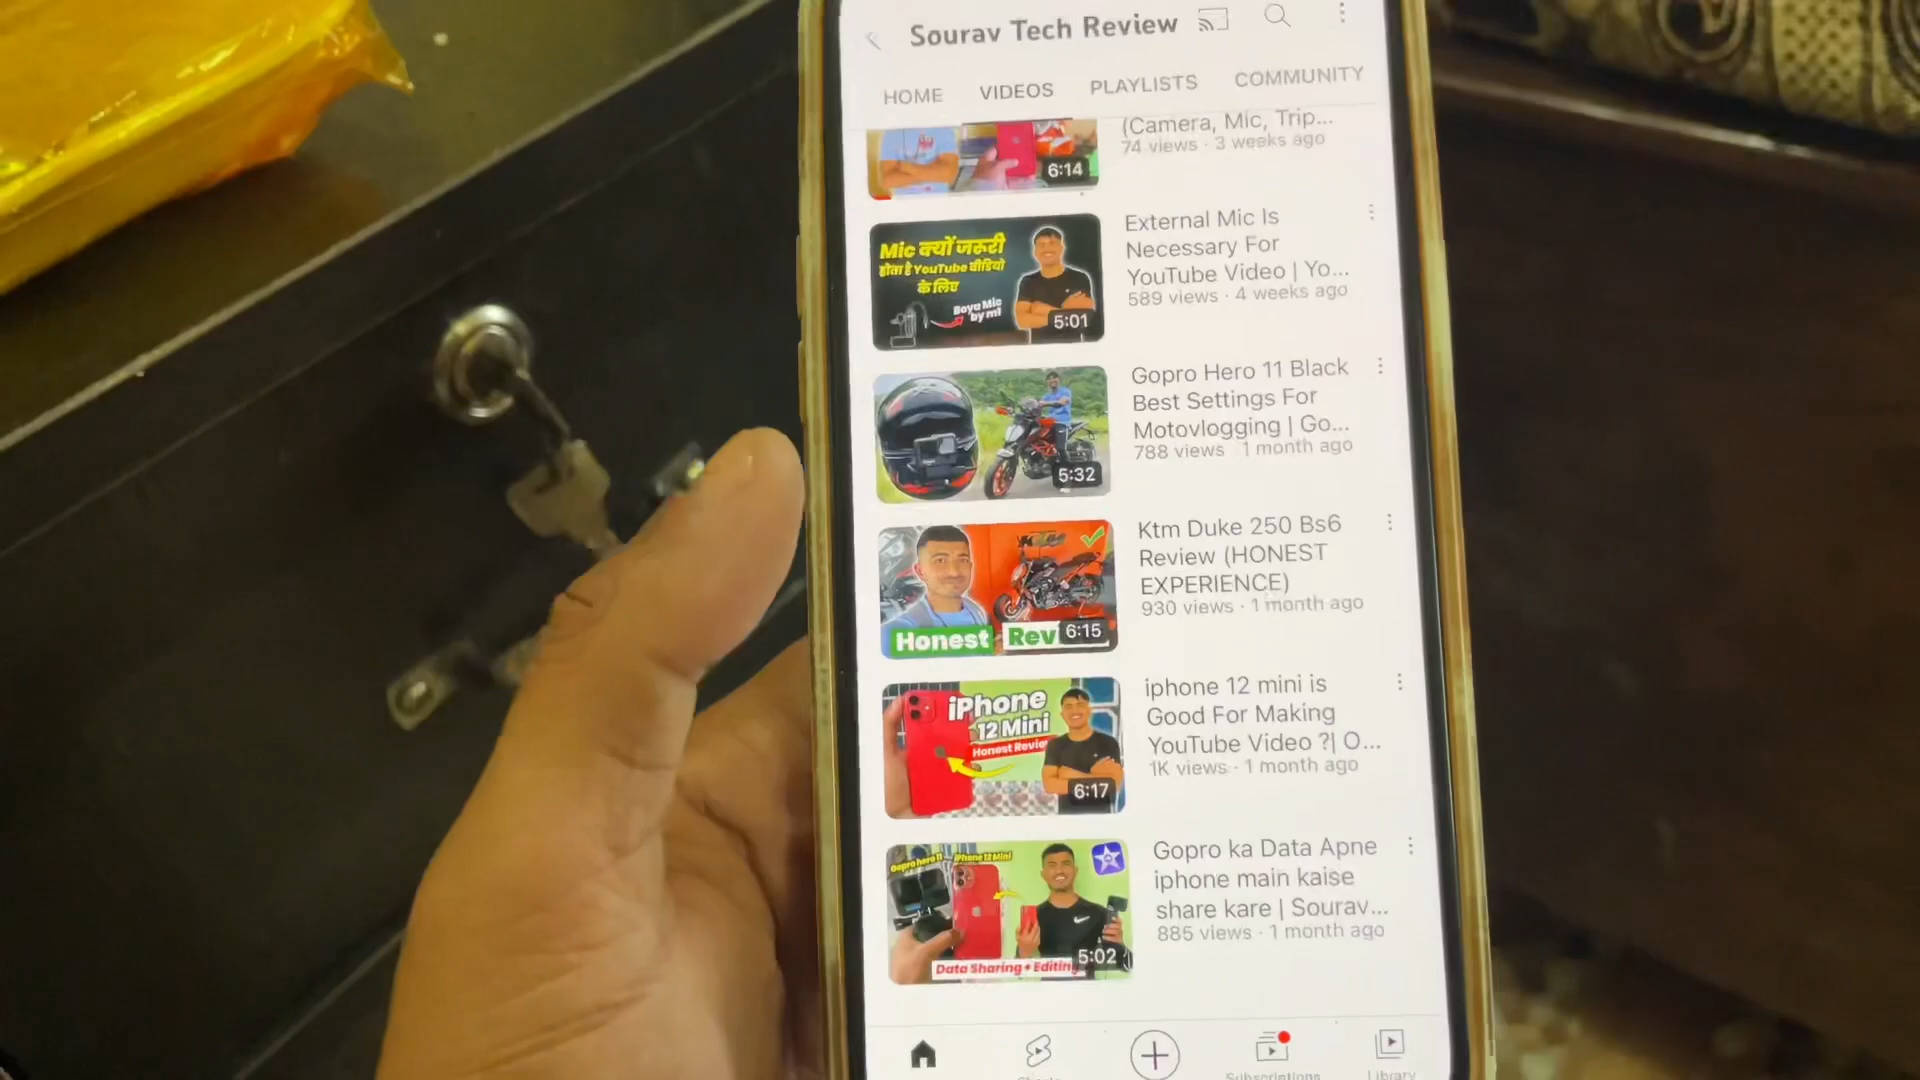 Sourav Tech Review
HOME VIDEOS PLAYLISTS COMMUNITY
(Camera, Mic, Trip...
74 views · 3 weeks ago
6:14
Mic क्यों जरूरी
होता है YouTube वीडियो
के लिए
Boya Mic
by m1
5:01
External Mic Is
Necessary For
YouTube Video | Yo...
589 views · 4 weeks ago
5:32
Gopro Hero 11 Black
Best Settings For
Motovlogging | Go...
788 views 1 month ago
Honest Rev
6:15
Ktm Duke 250 Bs6
Review (HONEST
EXPERIENCE)
930 views · 1 month ago
iPhone
12 Mini
Honest Review
6:17
iphone 12 mini is
Good For Making
YouTube Video ?| O...
1K views · 1 month ago
Gopro hero 11 iPhone 12 Mini
Data Sharing + Editing
5:02
Gopro ka Data Apne
iphone main kaise
share kare | Sourav...
885 views · 1 month ago
Subscriptions
Library